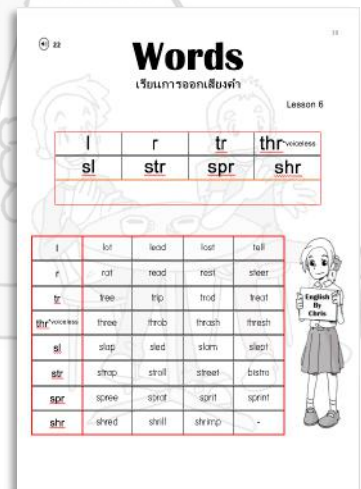 22
Words
เรียนการออกเสียงคำ
Lesson 6
l r tr thr*voiceless
sl str spr shr
l lot lead lost tell
r rot read rest steer
tr tree trip trod treat
thr*voiceless three throb thrash thresh
sl slap sled slam slept
str strap stroll street bistro
spr spree sprat sprit sprint
shr shred shrill shrimp -
English
By
Chris